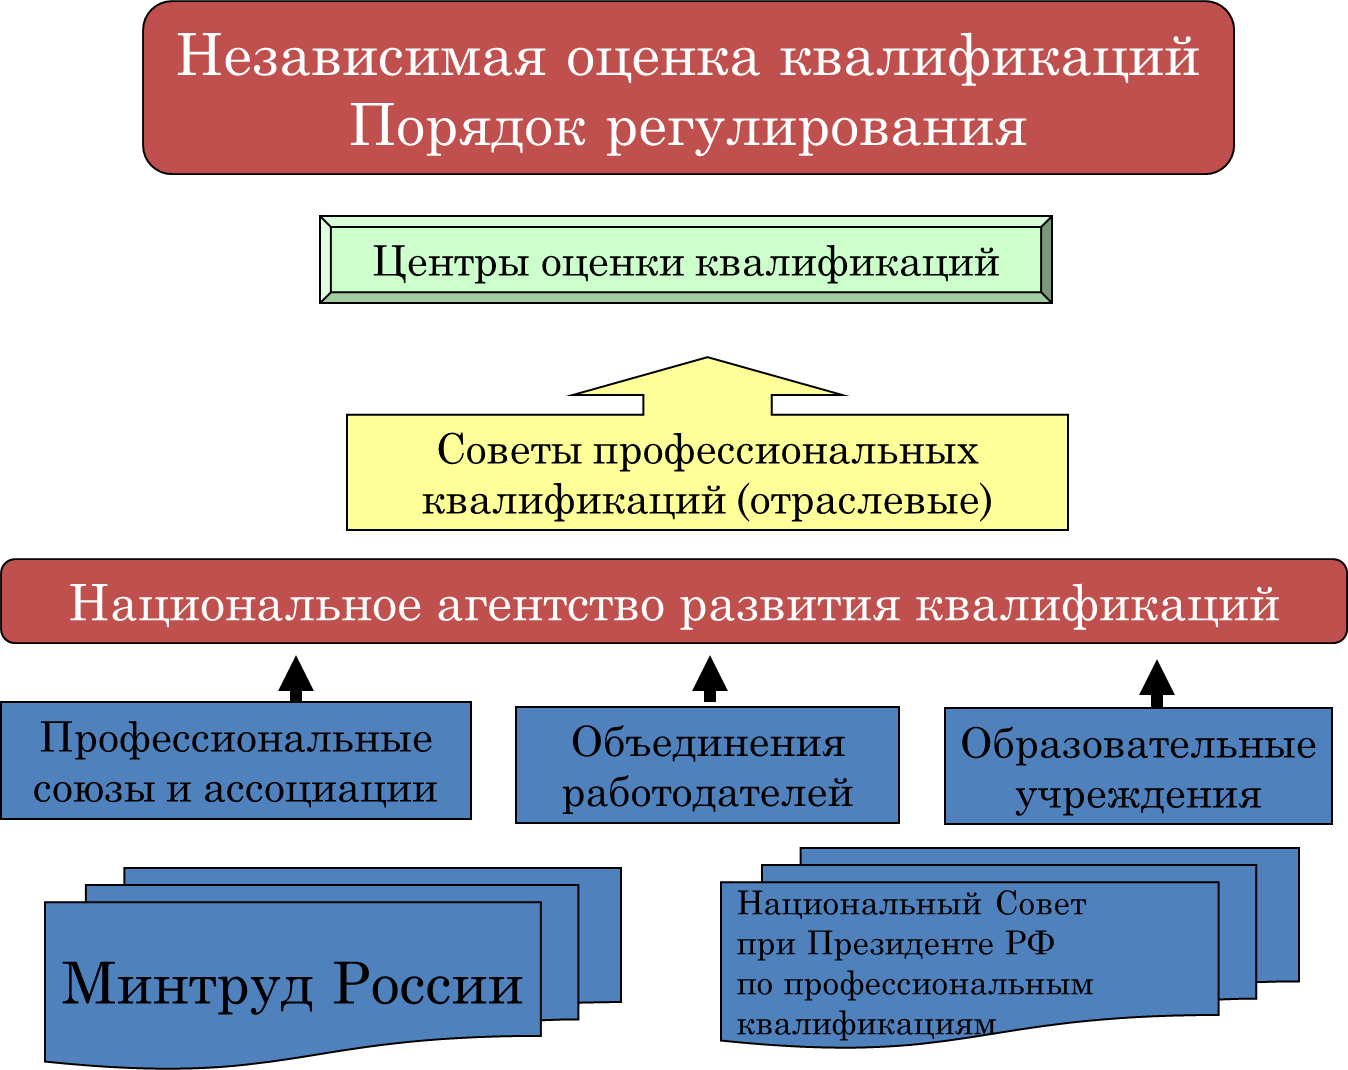 Независимая оценка квалификаций
Порядок регулирования
Центры оценки квалификаций
Советы профессиональных
квалификаций (отраслевые)
Национальное агентство развития квалификаций
Профессиональные
союзы и ассоциации
Объединения
работодателей
Образовательные
учреждения
Минтруд России
Национальный Совет
при Президенте РФ
по профессиональным
квалификациям